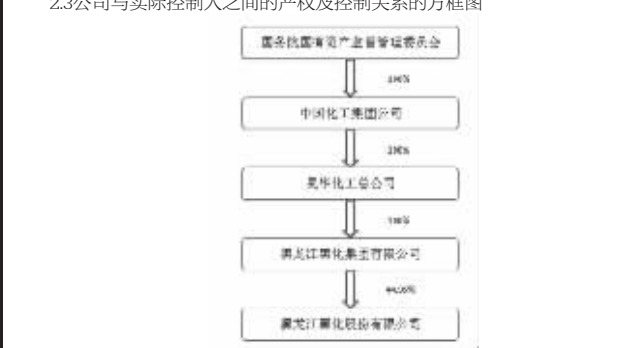 2.3公司与实际控制人之间的产权及控制关系的方框图
国务院国有资产监督管理委员会
100%
中国化工集团公司
100%
昊华化工总公司
100%
黑龙江黑化集团有限公司
黑龙江黑化股份有限公司